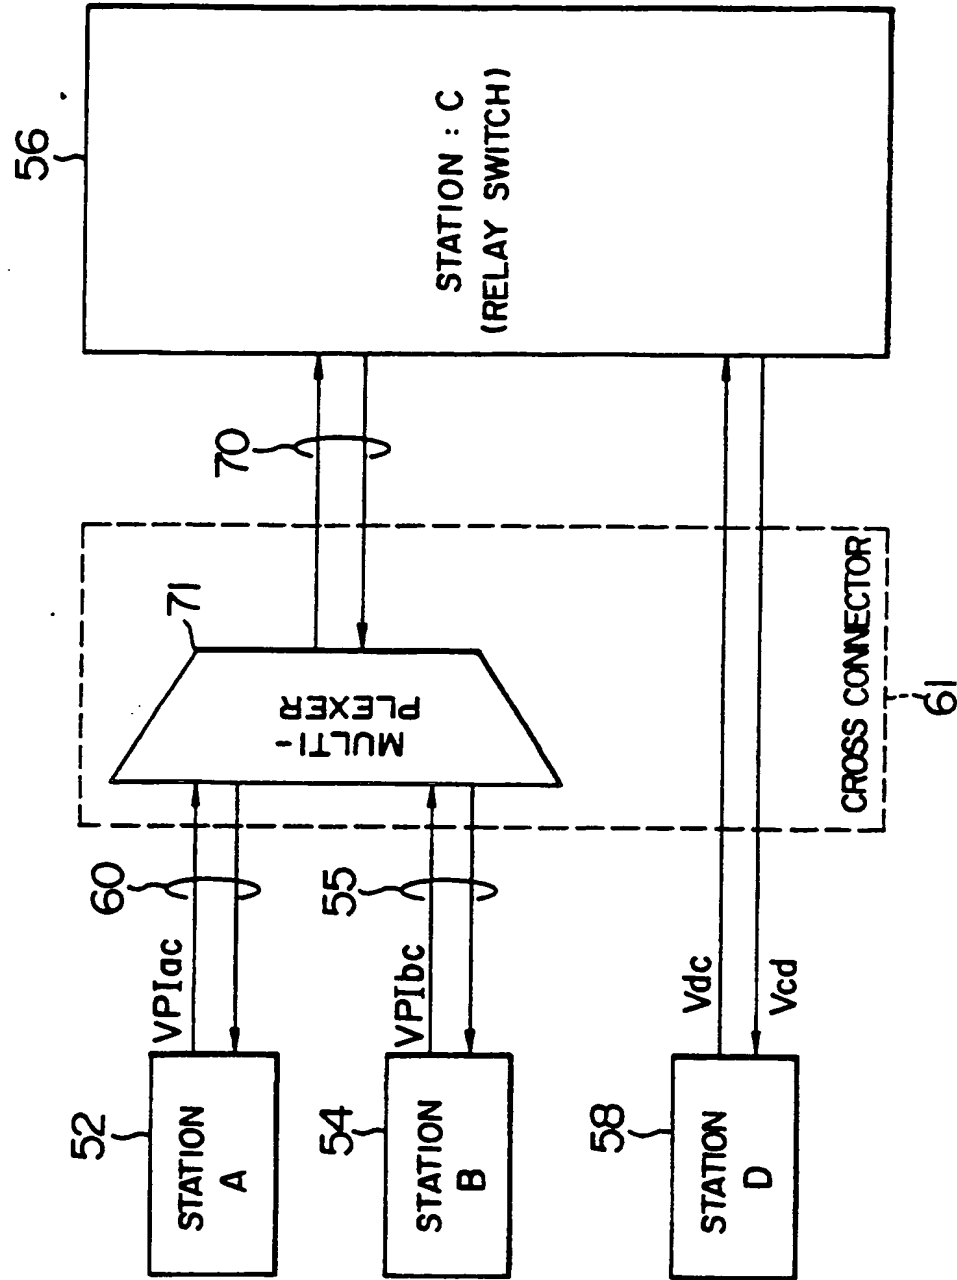 56
STATION : C
(RELAY SWITCH)
70
71
MULTI-
PLEXER
CROSS CONNECTOR
61
60
55
VPIac
VPIbc
Vdc
Vcd
52
STATION
A
54
STATION
B
58
STATION
D